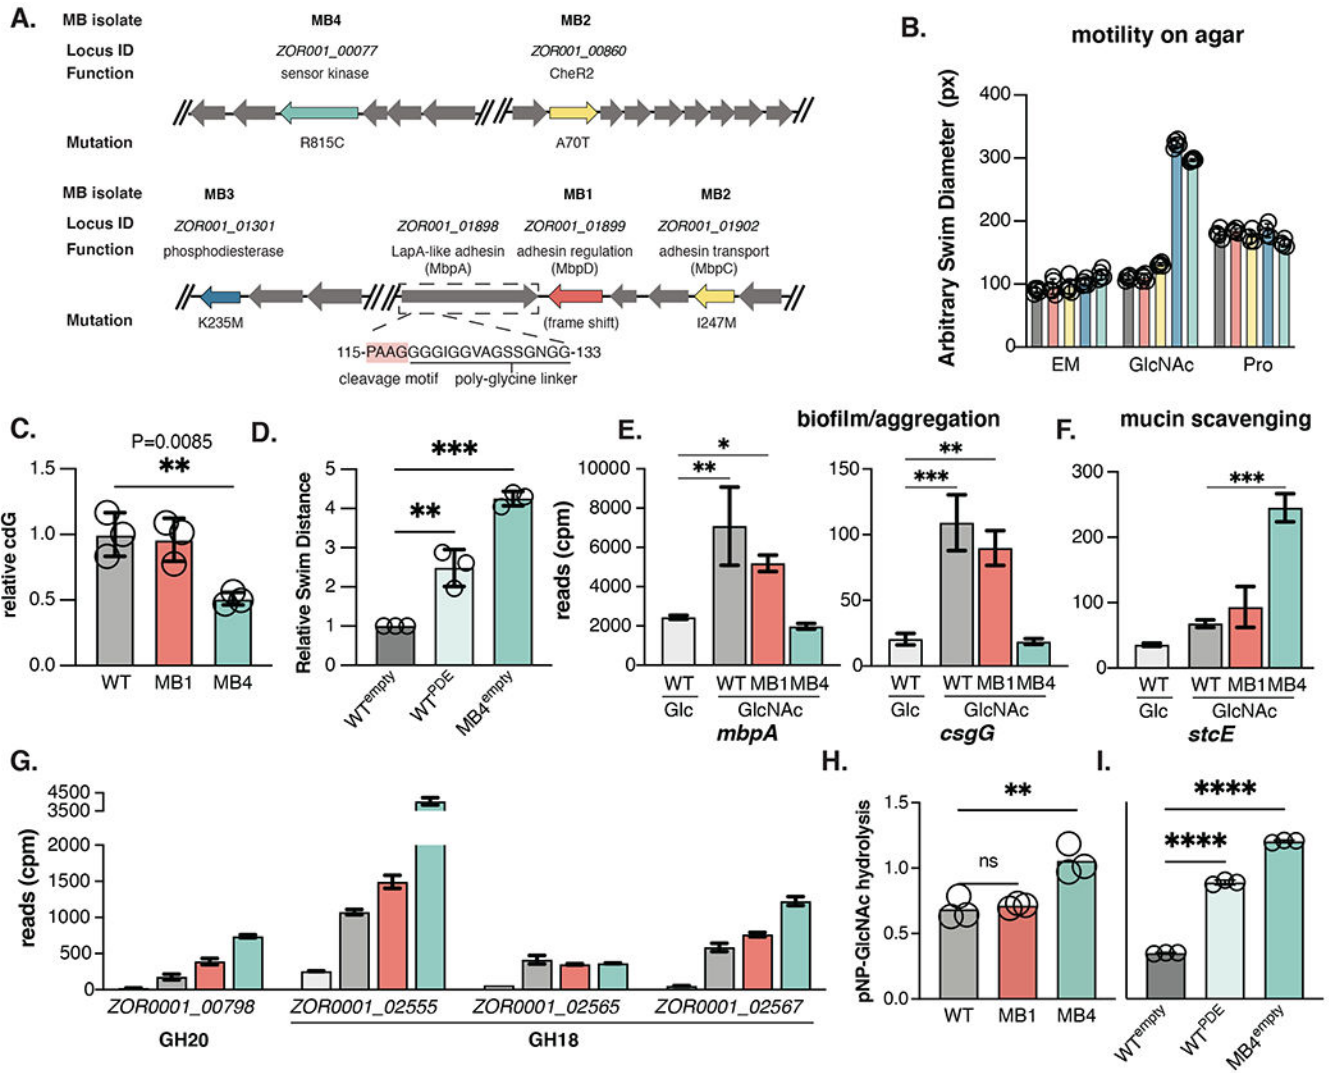 A.
MB isolate MB4 MB2
Locus ID ZOR001_00077 ZOR001_00860
Function sensor kinase CheR2
Mutation R815C A70T
MB isolate MB3 MB1 MB2
Locus ID ZOR001_01301 ZOR001_01898 ZOR001_01899 ZOR001_01902
Function phosphodiesterase LapA-like adhesin adhesin regulation adhesin transport
(MbpA) (MbpD) (MbpC)
Mutation K235M (frame shift) I247M
115-PAAGGGGIGGVAGSSGNGG-133
cleavage motif poly-glycine linker
B.
motility on agar
Arbitrary Swim Diameter (px)
400
300
200
100
0
EM GlcNAc Pro
C.
P=0.0085
**
relative cdG
1.5
1.0
0.5
0.0
WT MB1 MB4
D.
***
**
Relative Swim Distance
5
4
3
2
1
0
WTempty WTPDE MB4empty
biofilm/aggregation
E.
*
**
reads (cpm)
10000
8000
6000
4000
2000
0
WT WT MB1 MB4
Glc GlcNAc
mbpA
**
***
150
100
50
0
WT WT MB1 MB4
Glc GlcNAc
csgG
mucin scavenging
F.
***
300
200
100
0
WT WT MB1 MB4
Glc GlcNAc
stcE
G.
reads (cpm)
4500
3500
2000
1500
1000
500
0
ZOR0001_00798 ZOR0001_02555 ZOR0001_02565 ZOR0001_02567
GH20 GH18
H.
**
ns
pNP-GlcNAc hydrolysis
1.5
1.0
0.5
0.0
WT MB1 MB4
I.
****
****
WTempty WTPDE MB4empty